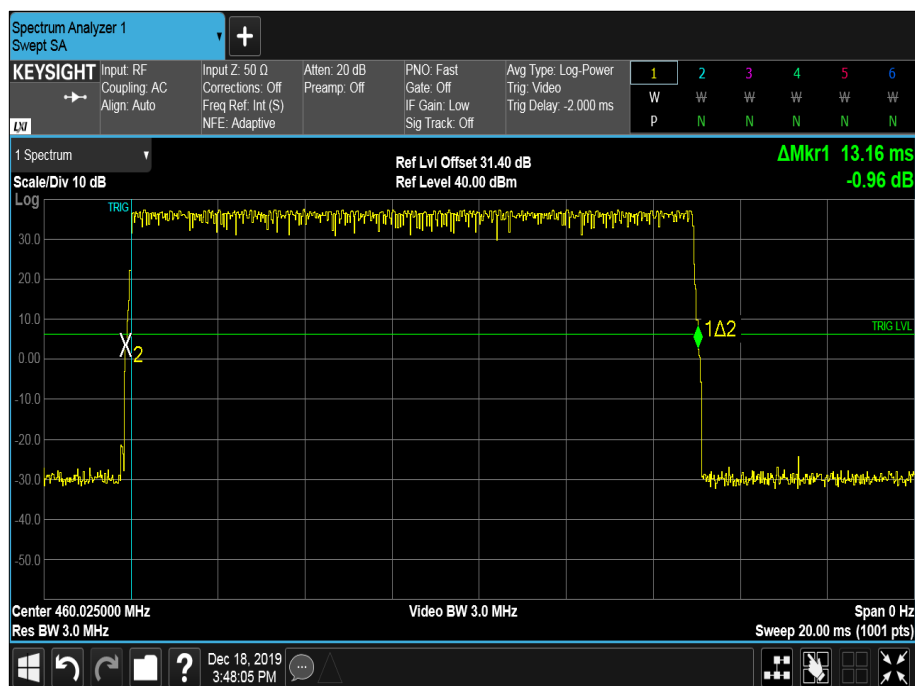 Spectrum Analyzer 1
Swept SA
+
KEYSIGHT
LXI
Input: RF
Coupling: AC
Align: Auto
Input Z: 50 Ω
Corrections: Off
Freq Ref: Int (S)
NFE: Adaptive
Atten: 20 dB
Preamp: Off
PNO: Fast
Gate: Off
IF Gain: Low
Sig Track: Off
Avg Type: Log-Power
Trig: Video
Trig Delay: -2.000 ms
1 2 3 4 5 6
W W W W W W
P N N N N N
1 Spectrum
Scale/Div 10 dB
Ref Lvl Offset 31.40 dB
Ref Level 40.00 dBm
ΔMkr1 13.16 ms
-0.96 dB
Log
TRIG
30.0
20.0
10.0
1Δ2
TRIG LVL
X2
0.00
-10.0
-20.0
-30.0
-40.0
-50.0
Center 460.025000 MHz
Video BW 3.0 MHz
Span 0 Hz
Res BW 3.0 MHz
Sweep 20.00 ms (1001 pts)
?
Dec 18, 2019
3:48:05 PM